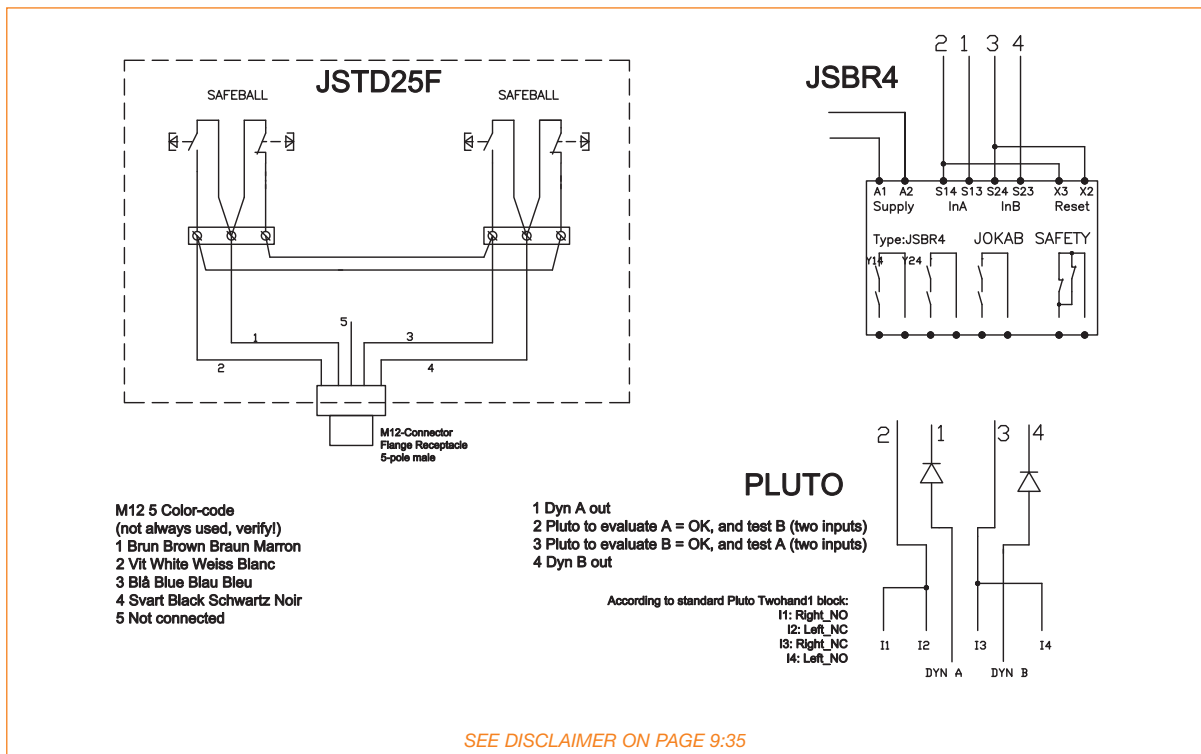 JSTD25F
SAFEBALL
SAFEBALL
5
1
3
2
4
M12-Connector
Flange Receptacle
5-pole male
JSBR4
2 1 3 4
A1 A2 S14 S13 S24 S23 X3 X2
Supply InA InB Reset
Type:JSBR4 JOKAB SAFETY
Y14 Y24
M12 5 Color-code
(not always used, verify!)
1 Brun Brown Braun Marron
2 Vit White Weiss Blanc
3 Blå Blue Blau Bleu
4 Svart Black Schwartz Noir
5 Not connected
PLUTO
1 Dyn A out
2 Pluto to evaluate A = OK, and test B (two inputs)
3 Pluto to evaluate B = OK, and test A (two inputs)
4 Dyn B out
According to standard Pluto Twohand1 block:
I1: Right_NO
I2: Left_NC
I3: Right_NC
I4: Left_NO
2 1 3 4
I1 I2 I3 I4
DYN A DYN B
SEE DISCLAIMER ON PAGE 9:35